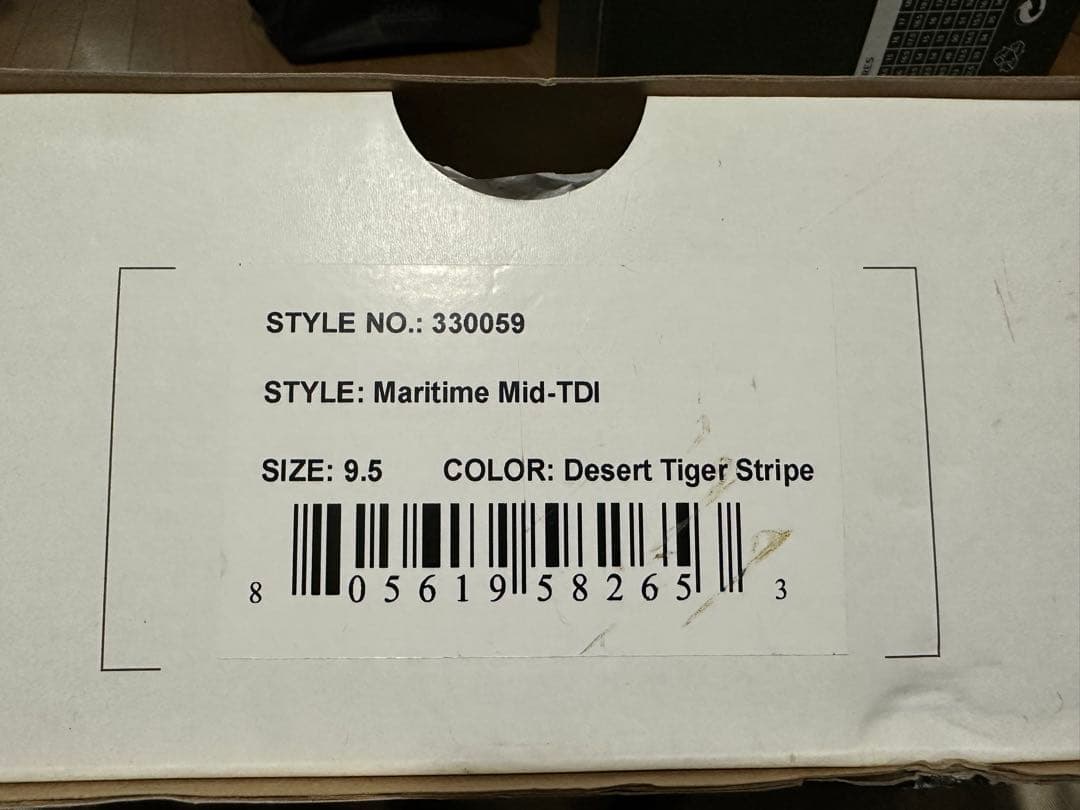 STYLE NO.: 330059
STYLE: Maritime Mid-TDI
SIZE: 9.5 COLOR: Desert Tiger Stripe
8 05619 58265 3